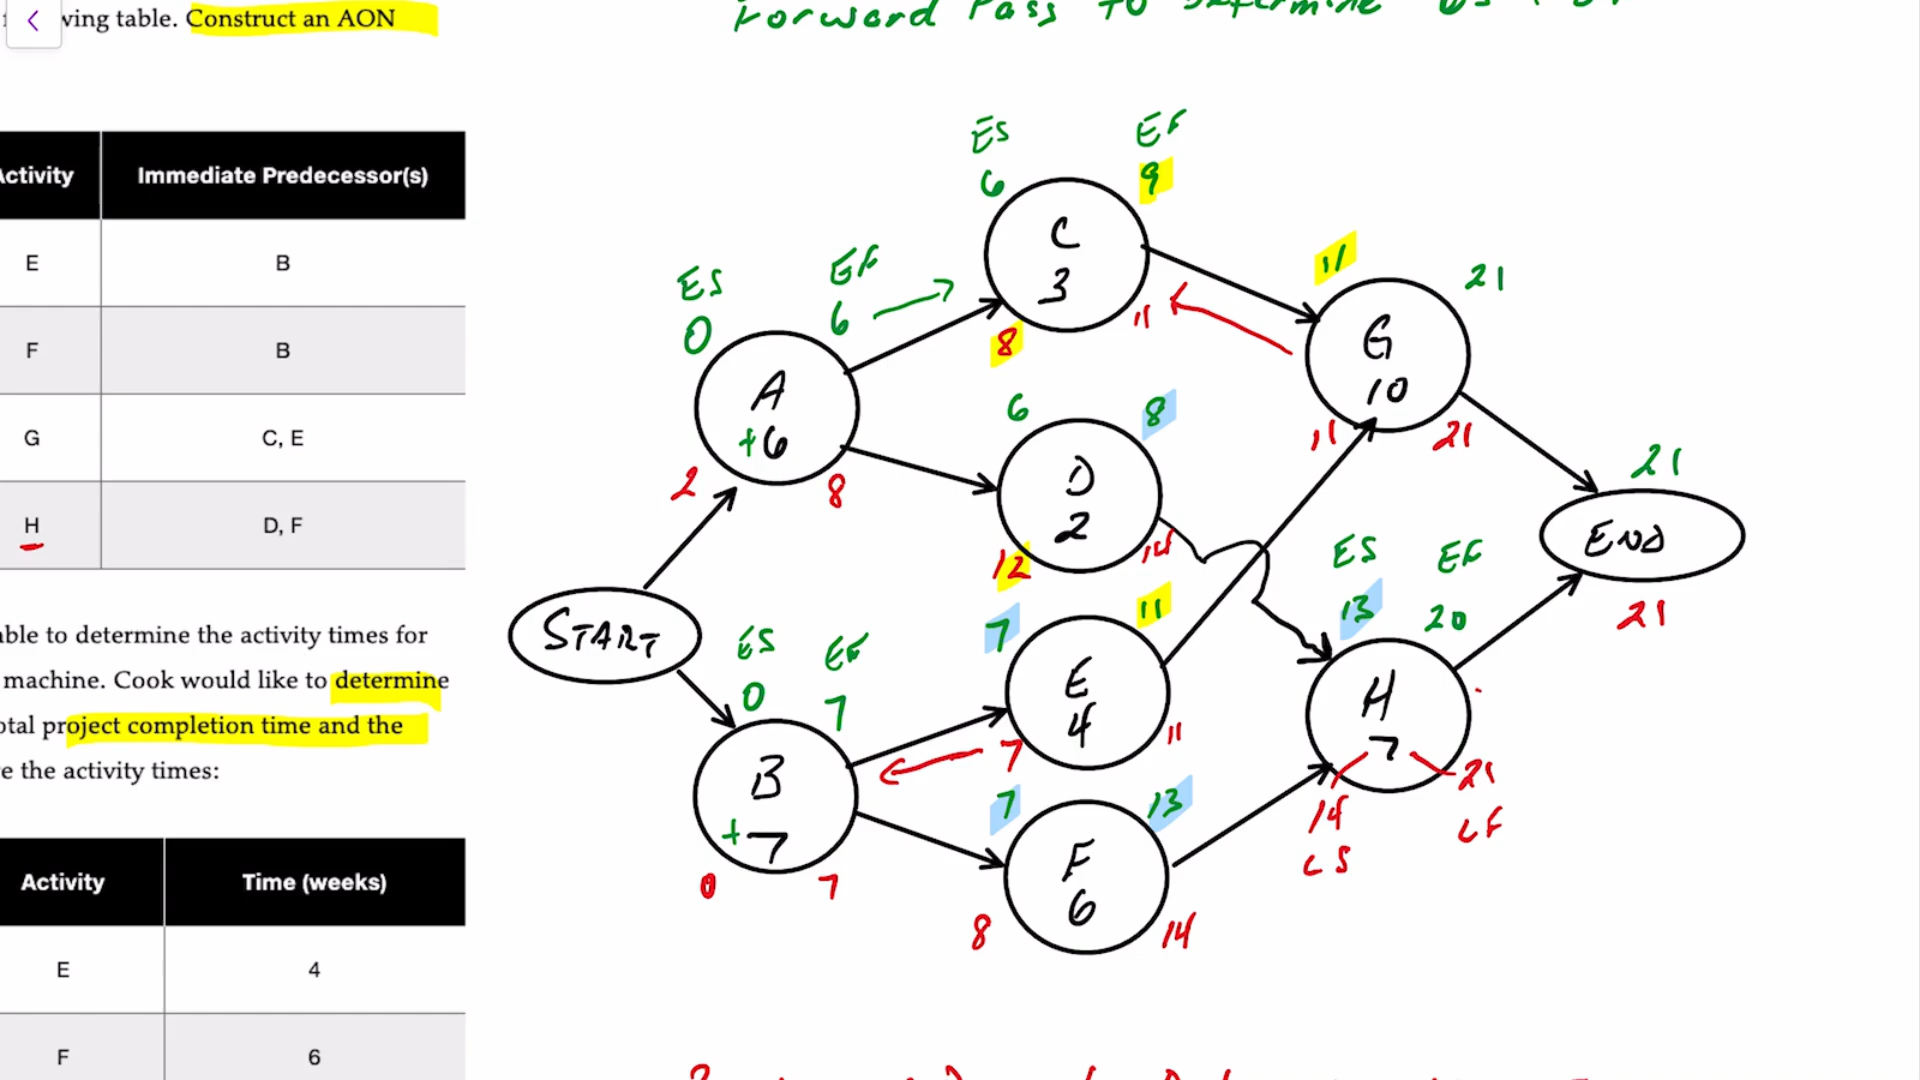 ving table. Construct an AON
Activity Immediate Predecessor(s)
E B
F B
G C, E
H D, F
able to determine the activity times for
machine. Cook would like to determine
otal project completion time and the
e the activity times:
Activity Time (weeks)
E 4
F 6
Forward Pass to Determine
ES EF
6 9
C
3
8 11
ES EF
0 6
A
+6
2 8
6 8
D
2
12 14
START
ES EF
0 7
B
+7
0 7
7 11
E
4
7 11
7 13
F
6
8 14
11 21
G
10
11 21
ES EF
13 20
H
7
14 21
LS LF
21
END
21